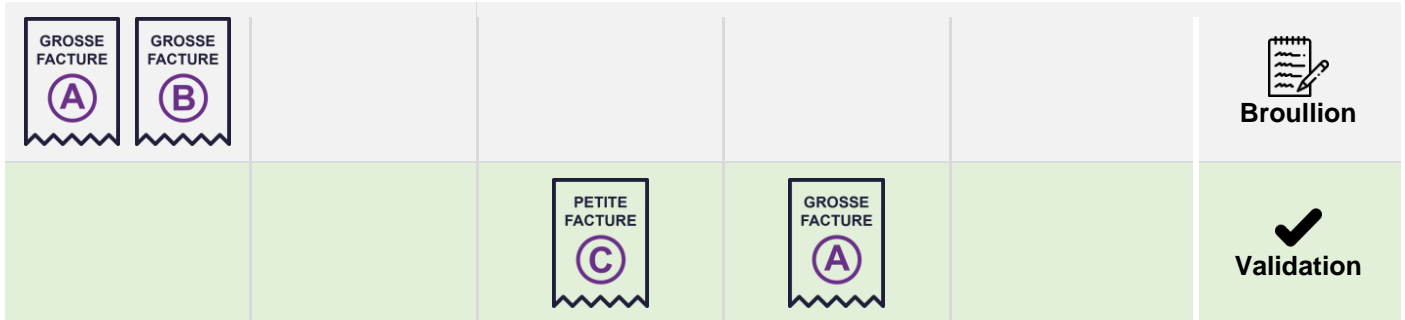 GROSSE
FACTURE
A
GROSSE
FACTURE
B
Broullion
PETITE
FACTURE
C
GROSSE
FACTURE
A
Validation